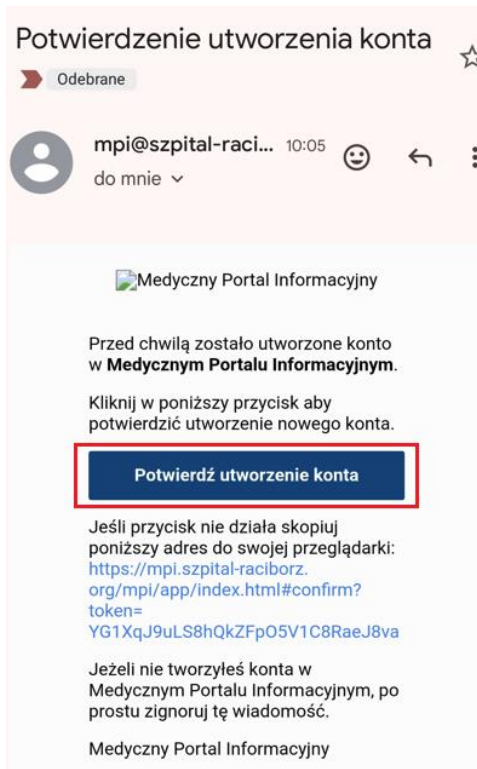 Potwierdzenie utworzenia konta
Odebrane
mpi@szpital-raci... 10:05
do mnie
Medyczny Portal Informacyjny
Przed chwilą zostało utworzone konto
w Medycznym Portalu Informacyjnym.
Kliknij w poniższy przycisk aby
potwierdzić utworzenie nowego konta.
Potwierdź utworzenie konta
Jeśli przycisk nie działa skopiuj
poniższy adres do swojej przeglądarki:
https://mpi.szpital-raciborz.
org/mpi/app/index.html#confirm?
token=
YG1XqJ9uLS8hQkZFpO5V1C8RaeJ8va
Jeżeli nie tworzyłeś konta w
Medycznym Portalu Informacyjnym, po
prostu zignoruj tę wiadomość.
Medyczny Portal Informacyjny